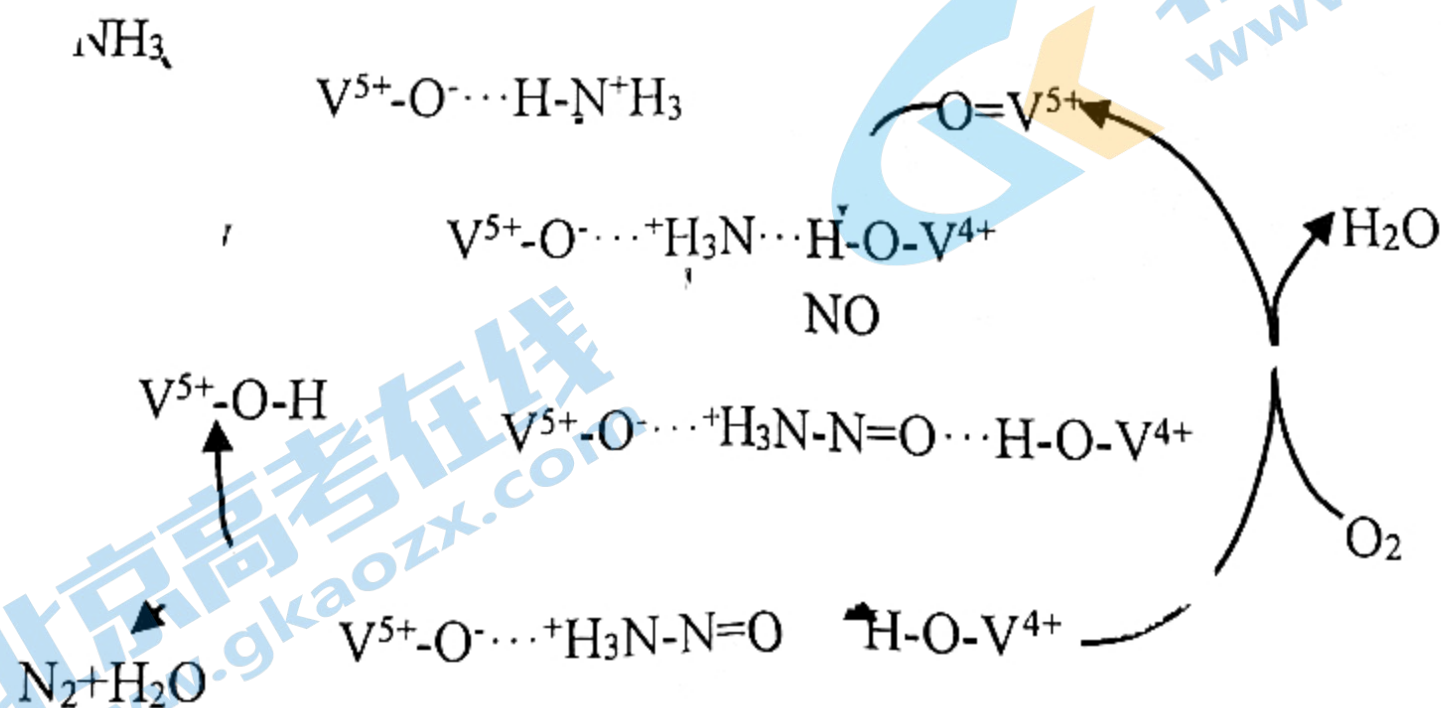 NH₃
V⁵⁺-O⁻···H-N⁺H₃
O=V⁵⁺
V⁵⁺-O⁻···⁺H₃N···H-O-V⁴⁺
H₂O
NO
V⁵⁺-O-H
V⁵⁺-O⁻···⁺H₃N-N=O···H-O-V⁴⁺
O₂
V⁵⁺-O⁻···⁺H₃N-N=O
H-O-V⁴⁺
N₂+H₂O
北京高考在线
www.gkaozx.com
www.